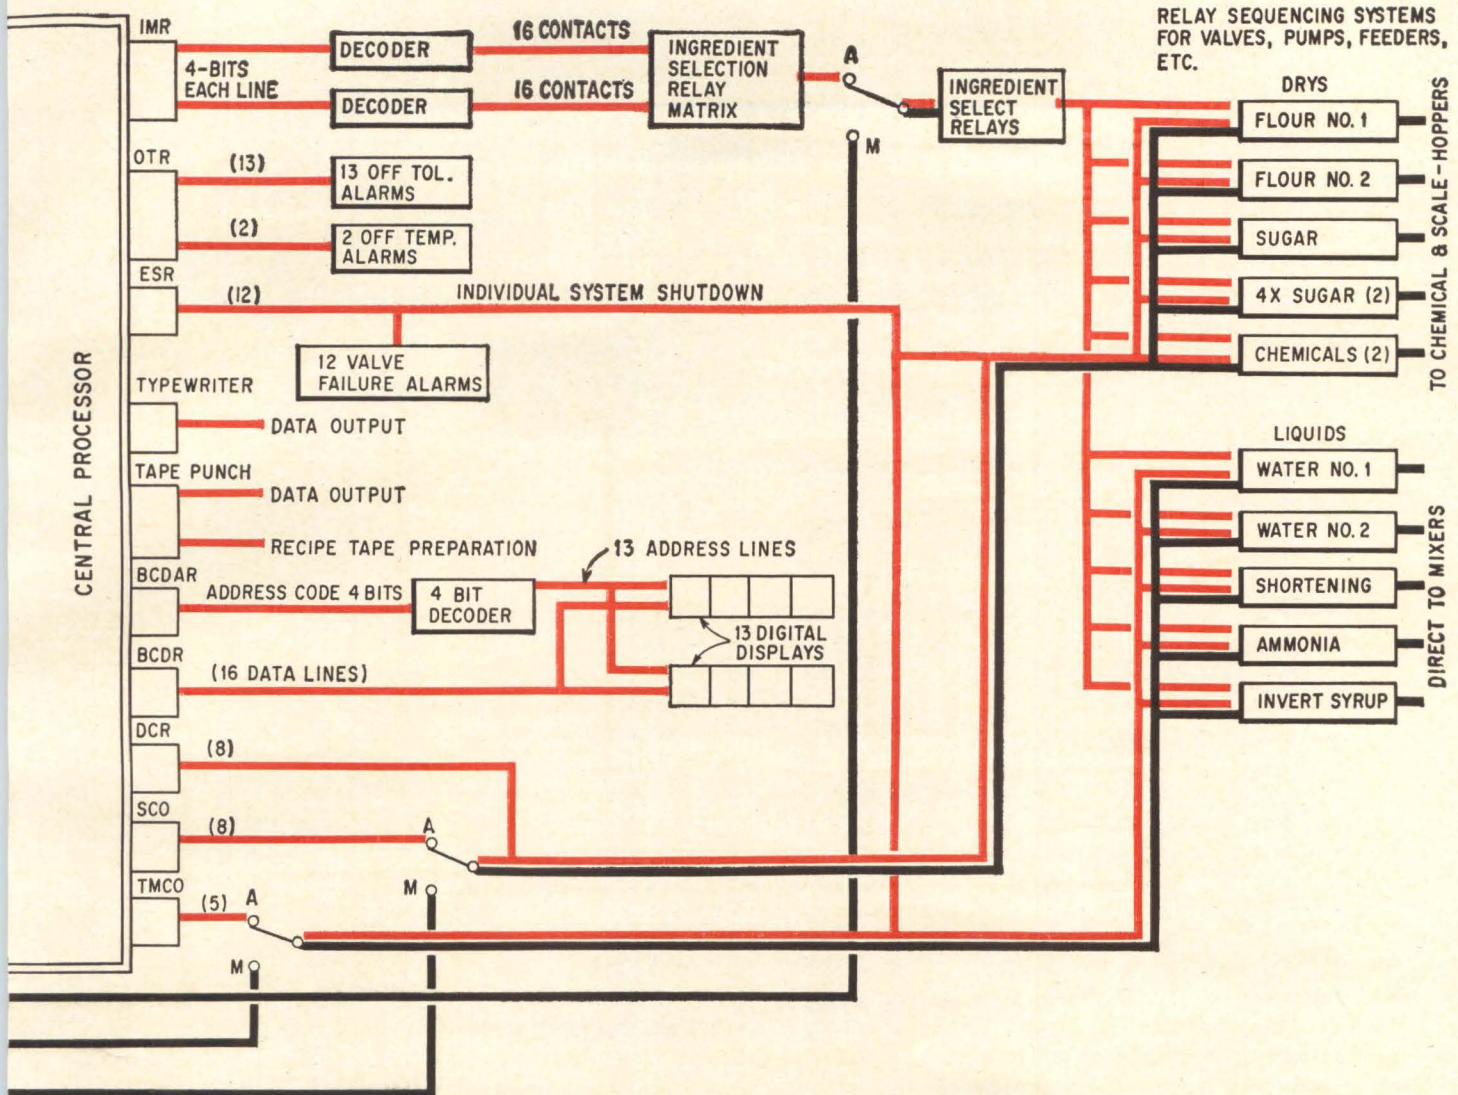 RELAY SEQUENCING SYSTEMS
FOR VALVES, PUMPS, FEEDERS,
ETC.
CENTRAL PROCESSOR
IMR
4-BITS
EACH LINE
DECODER
DECODER
16 CONTACTS
16 CONTACTS
INGREDIENT
SELECTION
RELAY
MATRIX
A
M
INGREDIENT
SELECT
RELAYS
OTR
(13)
13 OFF TOL.
ALARMS
(2)
2 OFF TEMP.
ALARMS
ESR
(12)
INDIVIDUAL SYSTEM SHUTDOWN
12 VALVE
FAILURE ALARMS
TYPEWRITER
DATA OUTPUT
TAPE PUNCH
DATA OUTPUT
RECIPE TAPE PREPARATION
BCDAR
ADDRESS CODE 4 BITS
4 BIT
DECODER
13 ADDRESS LINES
13 DIGITAL
DISPLAYS
BCDR
(16 DATA LINES)
DCR
(8)
SCO
(8)
A
M
TMCO
(5)
A
M
DRYS
FLOUR NO. 1
FLOUR NO. 2
SUGAR
4X SUGAR (2)
CHEMICALS (2)
TO CHEMICAL & SCALE-HOPPERS
LIQUIDS
WATER NO. 1
WATER NO. 2
SHORTENING
AMMONIA
INVERT SYRUP
DIRECT TO MIXERS